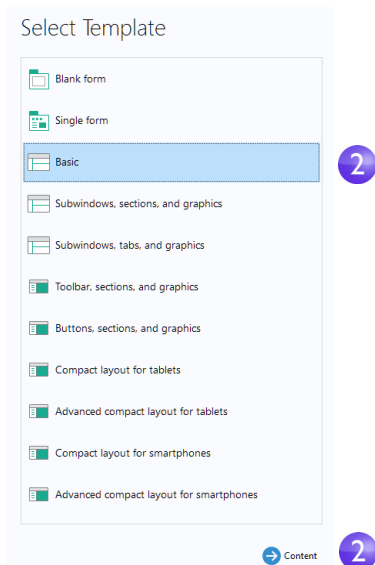 Select Template
Blank form
Single form
Basic
2
Subwindows, sections, and graphics
Subwindows, tabs, and graphics
Toolbar, sections, and graphics
Buttons, sections, and graphics
Compact layout for tablets
Advanced compact layout for tablets
Compact layout for smartphones
Advanced compact layout for smartphones
Content
2